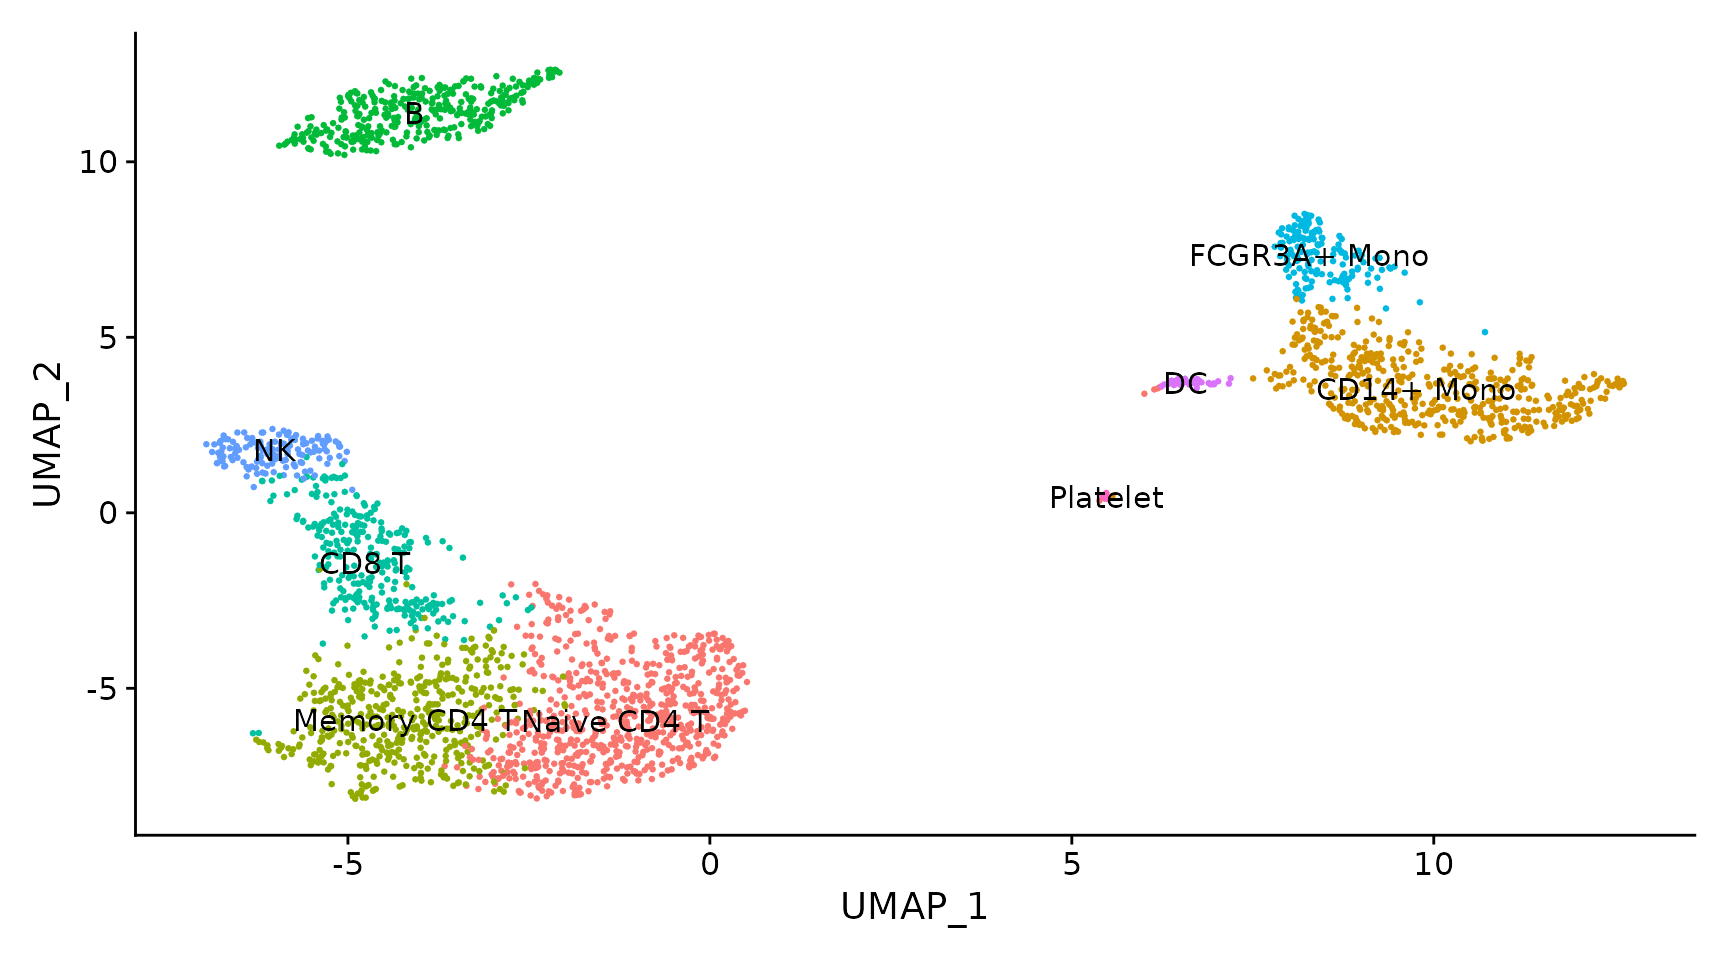 B
10
FCGR3A+ Mono
5
DC
CD14+ Mono
UMAP_2
NK
Platelet
0
CD8 T
-5
Memory CD4 T
Naive CD4 T
-5
0
5
10
UMAP_1